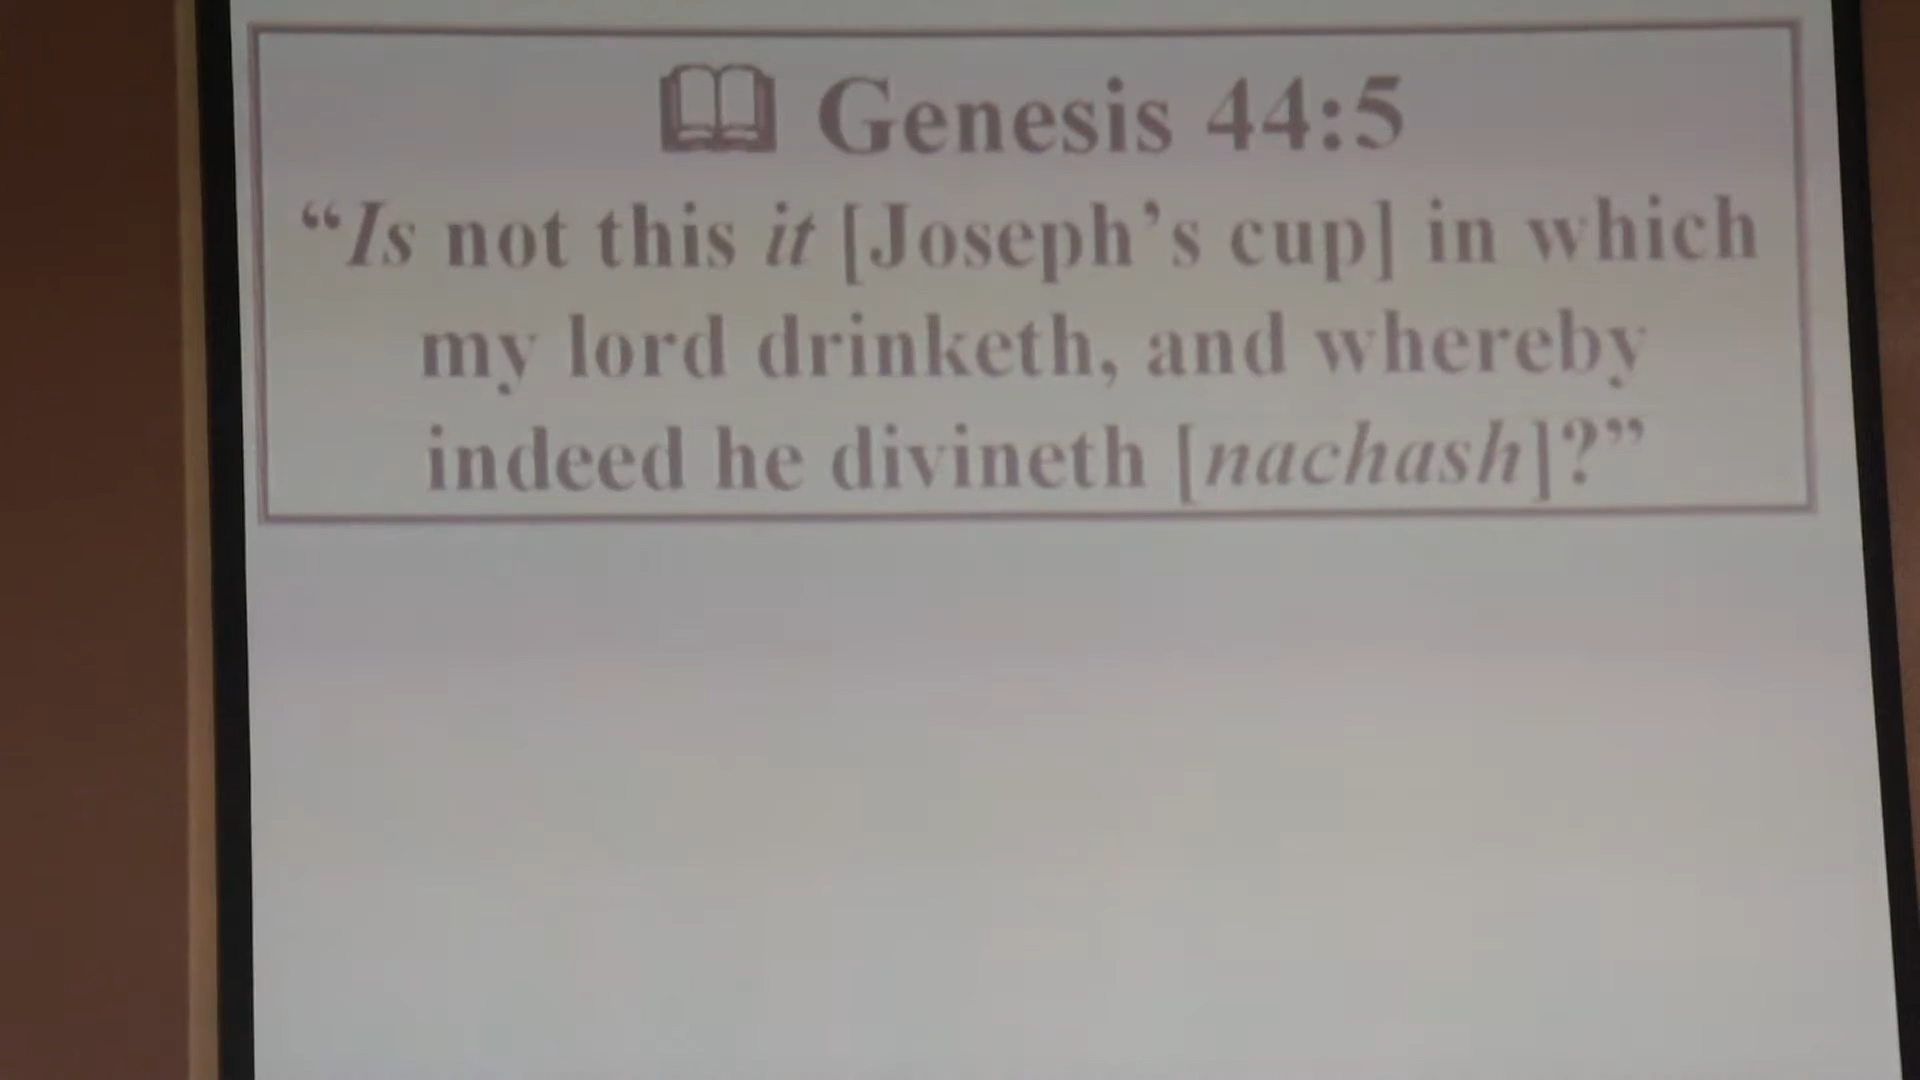 Genesis 44:5
“Is not this it [Joseph’s cup] in which
my lord drinketh, and whereby
indeed he divineth [nachash]?”